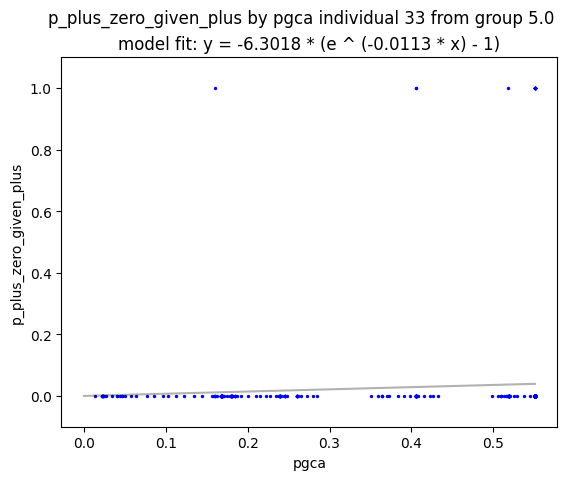 p_plus_zero_given_plus by pgca individual 33 from group 5.0
model fit: y = -6.3018 * (e ^ (-0.0113 * x) - 1)
1.0
0.8
0.6
0.4
0.2
0.0
p_plus_zero_given_plus
0.0 0.1 0.2 0.3 0.4 0.5
pgca